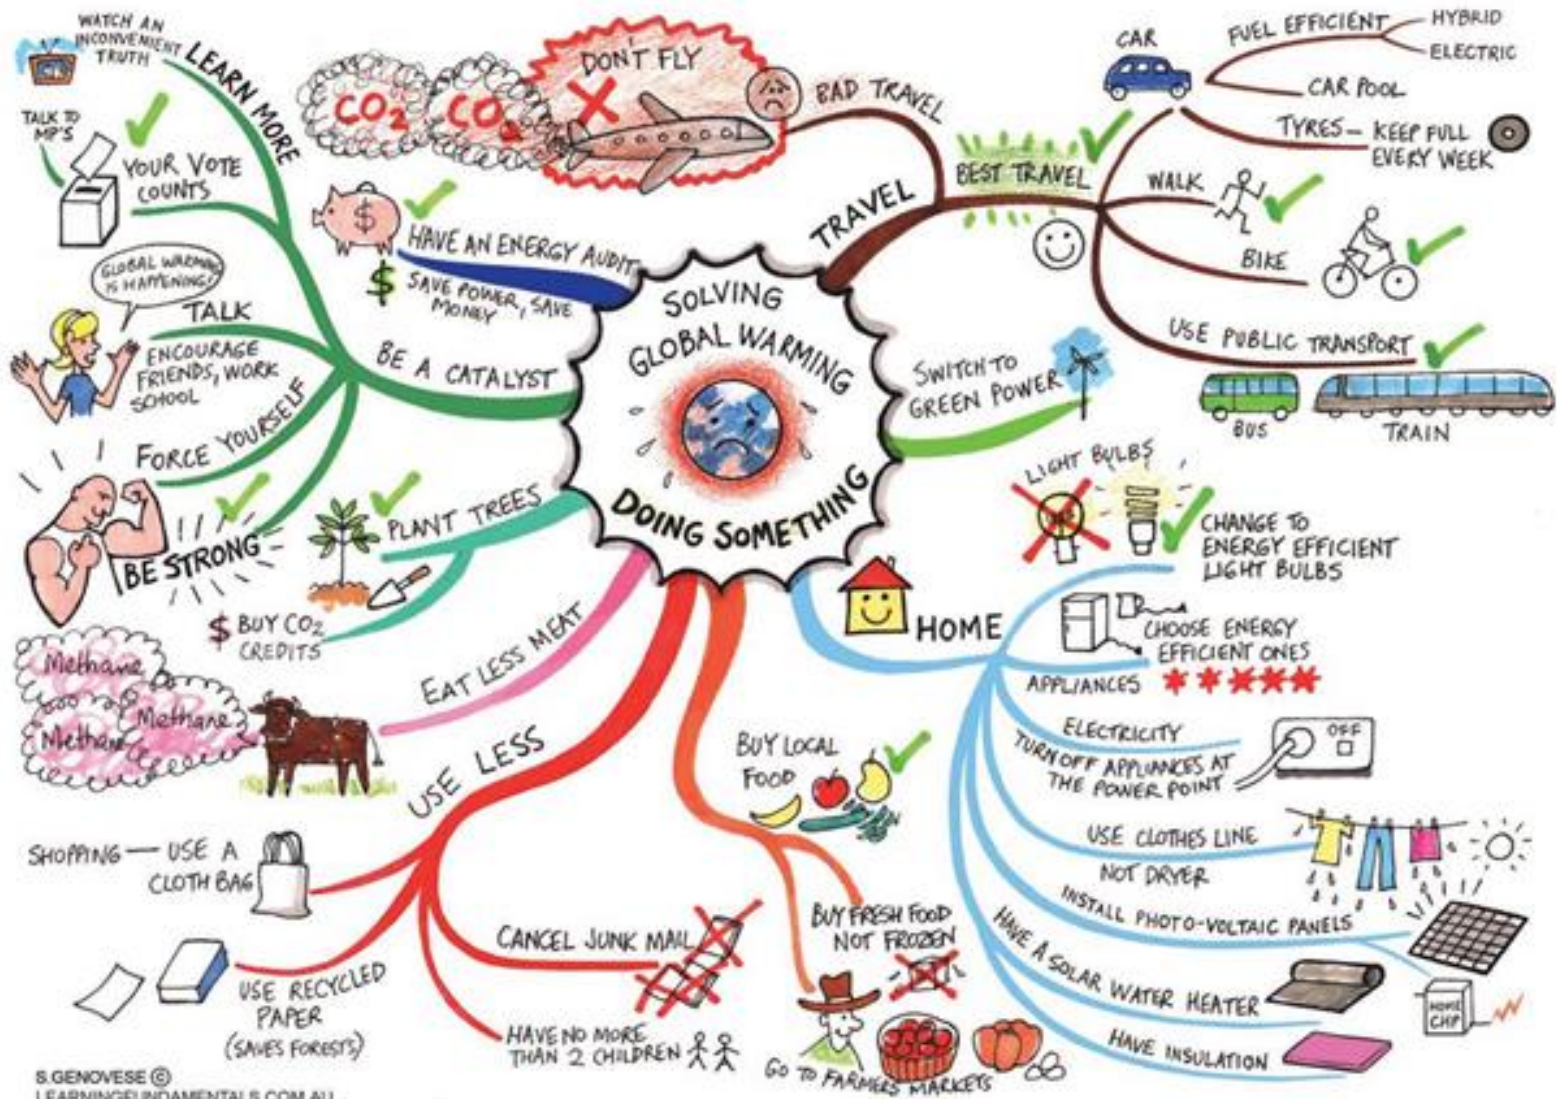 SOLVING
GLOBAL WARMING
DOING SOMETHING
TRAVEL
BAD TRAVEL
DON'T FLY
CO2
CO2
BEST TRAVEL
CAR
FUEL EFFICIENT
HYBRID
ELECTRIC
CAR POOL
TYRES – KEEP FULL
EVERY WEEK
WALK
BIKE
USE PUBLIC TRANSPORT
BUS
TRAIN
SWITCH TO
GREEN POWER
HOME
LIGHT BULBS
CHANGE TO
ENERGY EFFICIENT
LIGHT BULBS
CHOOSE ENERGY
EFFICIENT ONES
APPLIANCES
ELECTRICITY
TURN OFF APPLIANCES AT
THE POWER POINT
OFF
USE CLOTHES LINE
NOT DRYER
INSTALL PHOTO-VOLTAIC PANELS
HOME
CHP
HAVE A SOLAR WATER HEATER
HAVE INSULATION
BUY LOCAL
FOOD
BUY FRESH FOOD
NOT FROZEN
GO TO FARMERS MARKETS
USE LESS
SHOPPING — USE A
CLOTH BAG
USE RECYCLED
PAPER
(SAVES FORESTS)
CANCEL JUNK MAIL
HAVE NO MORE
THAN 2 CHILDREN
EAT LESS MEAT
Methane
Methane
Methane
PLANT TREES
$ BUY CO2
CREDITS
BE A CATALYST
LEARN MORE
WATCH AN
INCONVENIENT
TRUTH
TALK TO
MP'S
YOUR VOTE
COUNTS
GLOBAL WARMING
IS HAPPENING!
TALK
ENCOURAGE
FRIENDS, WORK
SCHOOL
FORCE YOURSELF
BE STRONG
HAVE AN ENERGY AUDIT
$
$
SAVE POWER, SAVE
MONEY
S.GENOVESE ©
LEARNINGFUNDAMENTALS.COM.AU